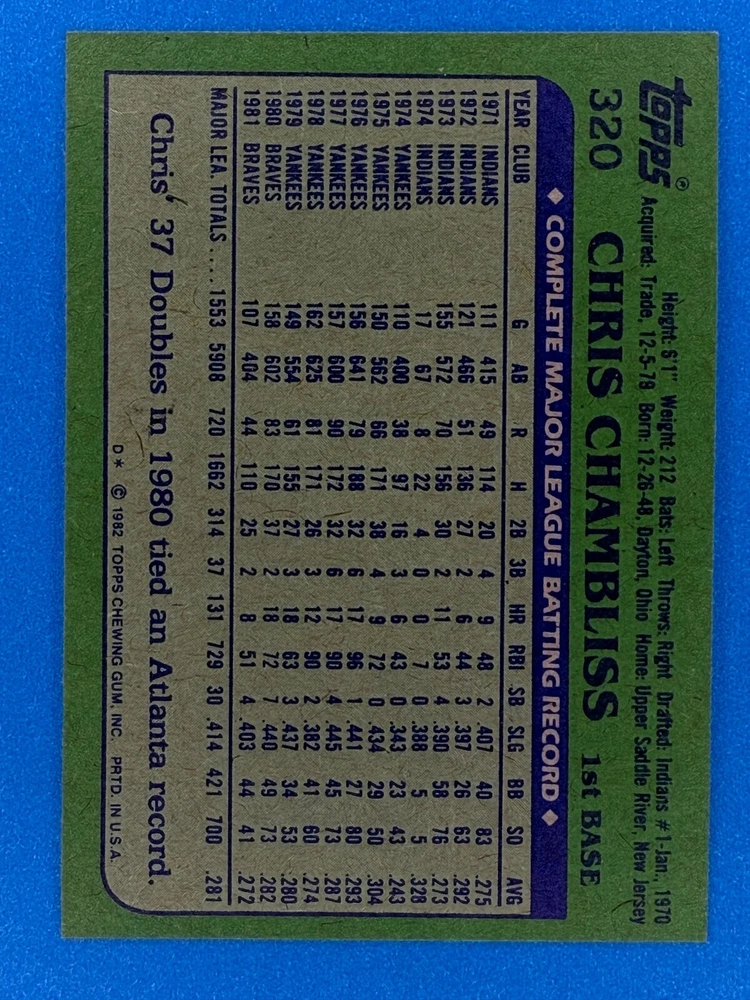 topps®
320
Height: 6'1" Weight: 212 Bats: Left Throws: Right Drafted: Indians #1-Jan., 1970
Acquired: Trade, 12-5-79 Born: 12-26-48, Dayton, Ohio Home: Upper Saddle River, New Jersey
CHRIS CHAMBLISS 1st BASE
◆ COMPLETE MAJOR LEAGUE BATTING RECORD ◆
YEAR CLUB G AB R H 2B 3B HR RBI SB SLG BB SO AVG
1971 INDIANS 111 415 49 114 20 4 9 48 2 .407 40 83 .275
1972 INDIANS 121 466 51 136 27 2 6 44 3 .397 26 63 .292
1973 INDIANS 155 572 70 156 30 2 11 53 4 .390 58 76 .273
1974 INDIANS 17 67 8 22 4 0 0 7 0 .388 5 5 .328
1974 YANKEES 110 400 38 97 16 3 6 43 0 .343 23 43 .243
1975 YANKEES 150 562 66 171 38 4 9 72 0 .434 29 50 .304
1976 YANKEES 156 641 79 188 32 6 17 96 1 .441 27 80 .293
1977 YANKEES 157 600 90 172 32 6 17 90 4 .445 45 73 .287
1978 YANKEES 162 625 81 171 26 3 12 90 2 .382 41 60 .274
1979 YANKEES 149 554 61 155 27 3 18 63 3 .437 34 53 .280
1980 BRAVES 158 602 83 170 37 2 18 72 7 .440 49 73 .282
1981 BRAVES 107 404 44 110 25 2 8 51 4 .403 44 41 .272
MAJOR LEA. TOTALS .... 1553 5908 720 1662 314 37 131 729 30 .414 421 700 .281
Chris' 37 Doubles in 1980 tied an Atlanta record.
D* © 1982 TOPPS CHEWING GUM, INC. PRTD. IN U.S.A.